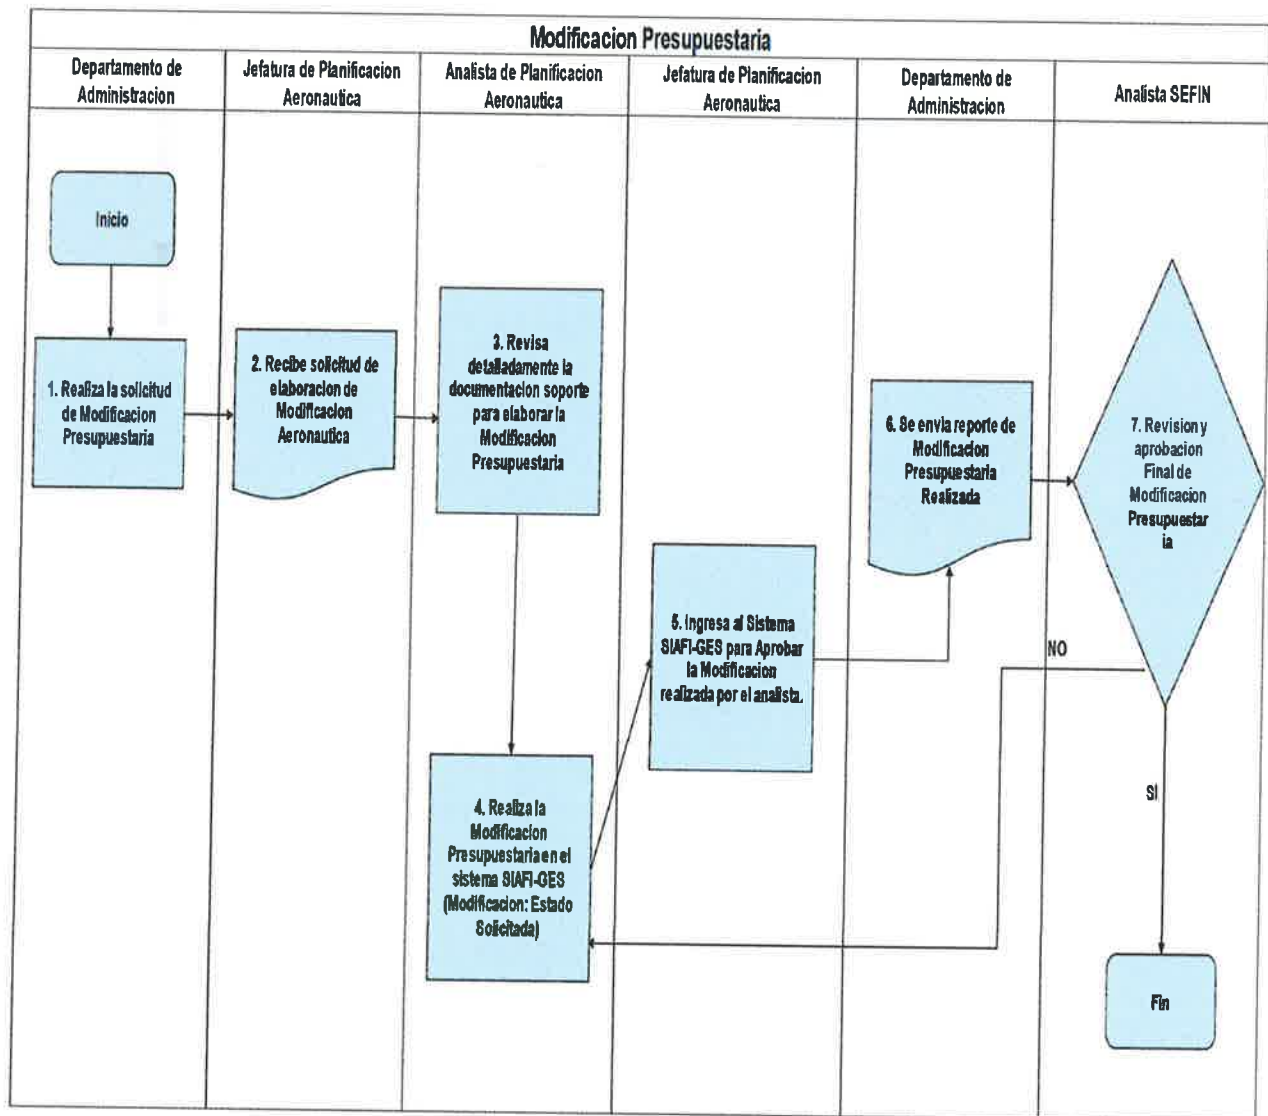 Modificacion Presupuestaria
Departamento de
Administracion
Jefatura de Planificacion
Aeronautica
Analista de Planificacion
Aeronautica
Jefatura de Planificacion
Aeronautica
Departamento de
Administracion
Analista SEFIN
Inicio
1. Realiza la solicitud
de Modificacion
Presupuestaria
2. Recibe solicitud de
elaboracion de
Modificacion
Aeronautica
3. Revisa
detalladamente la
documentacion soporte
para elaborar la
Modificacion
Presupuestaria
4. Realiza la
Modificacion
Presupuestaria en el
sistema SIAFI-GES
(Modificacion: Estado
Solicitada)
5. Ingresa al Sistema
SIAFI-GES para Aprobar
la Modificacion
realizada por el analista.
6. Se envia reporte de
Modificacion
Presupuestaria
Realizada
7. Revision y
aprobacion
Final de
Modificacion
Presupuestar
ia
NO
SI
Fin